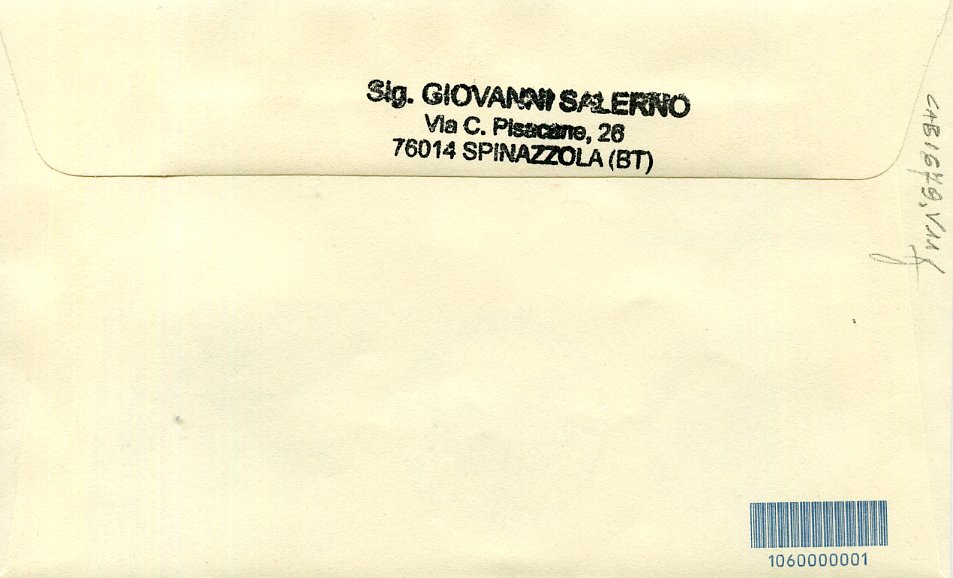 Sig. GIOVANNI SALERNO
Via C. Pisacane, 26
76014 SPINAZZOLA (BT)
1060000001